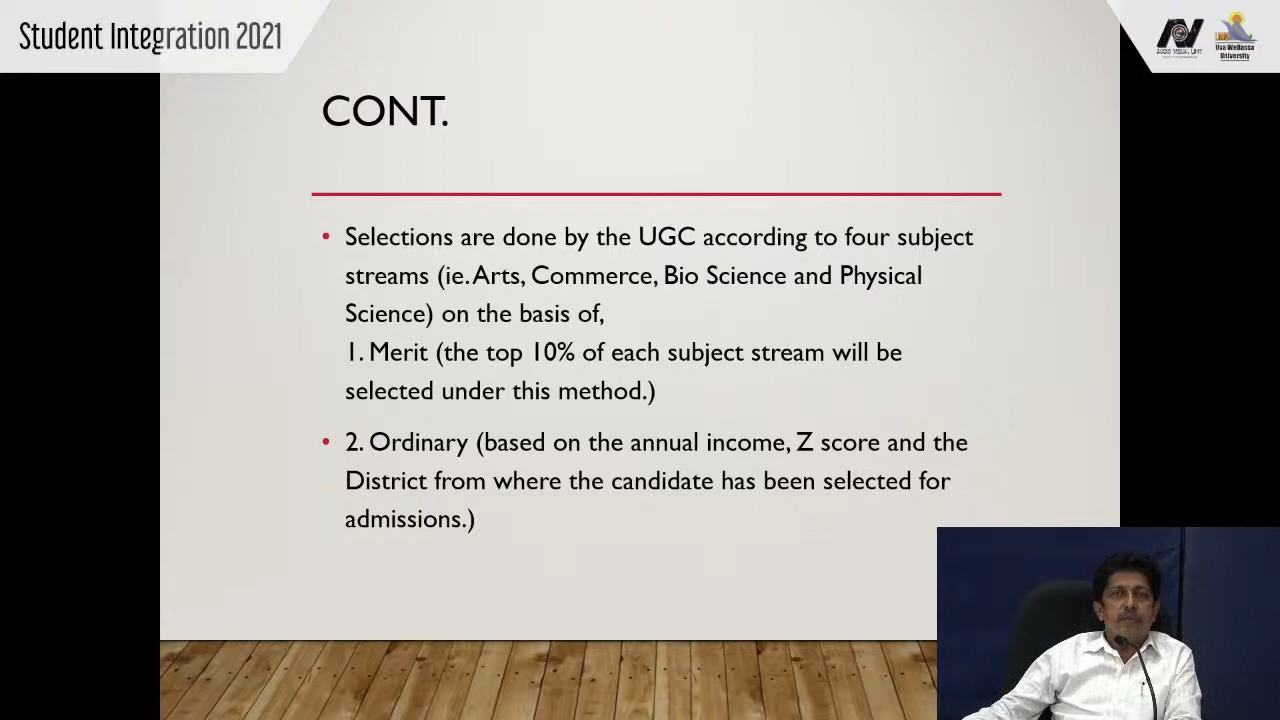 Student Integration 2021
AUDIO VISUAL UNIT
Uva Wellassa
University
CONT.
• Selections are done by the UGC according to four subject
streams (ie. Arts, Commerce, Bio Science and Physical
Science) on the basis of,
1. Merit (the top 10% of each subject stream will be
selected under this method.)
• 2. Ordinary (based on the annual income, Z score and the
District from where the candidate has been selected for
admissions.)